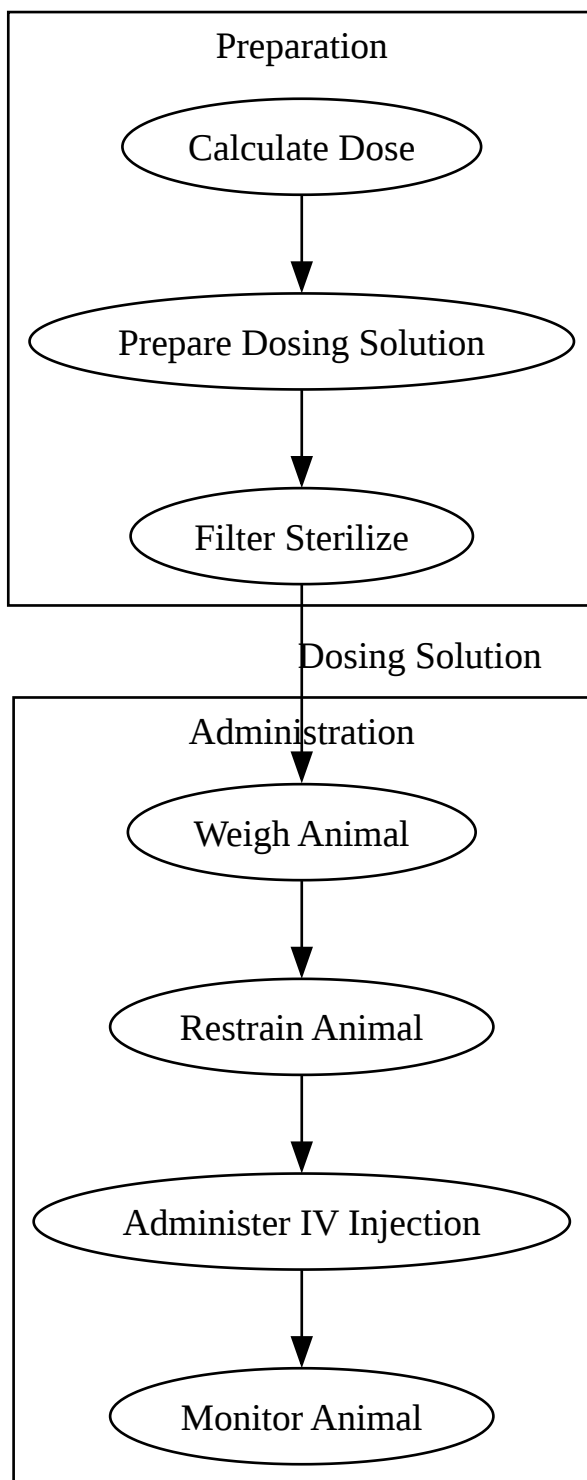 Preparation
Calculate Dose
Prepare Dosing Solution
Filter Sterilize
Dosing Solution
Administration
Weigh Animal
Restrain Animal
Administer IV Injection
Monitor Animal